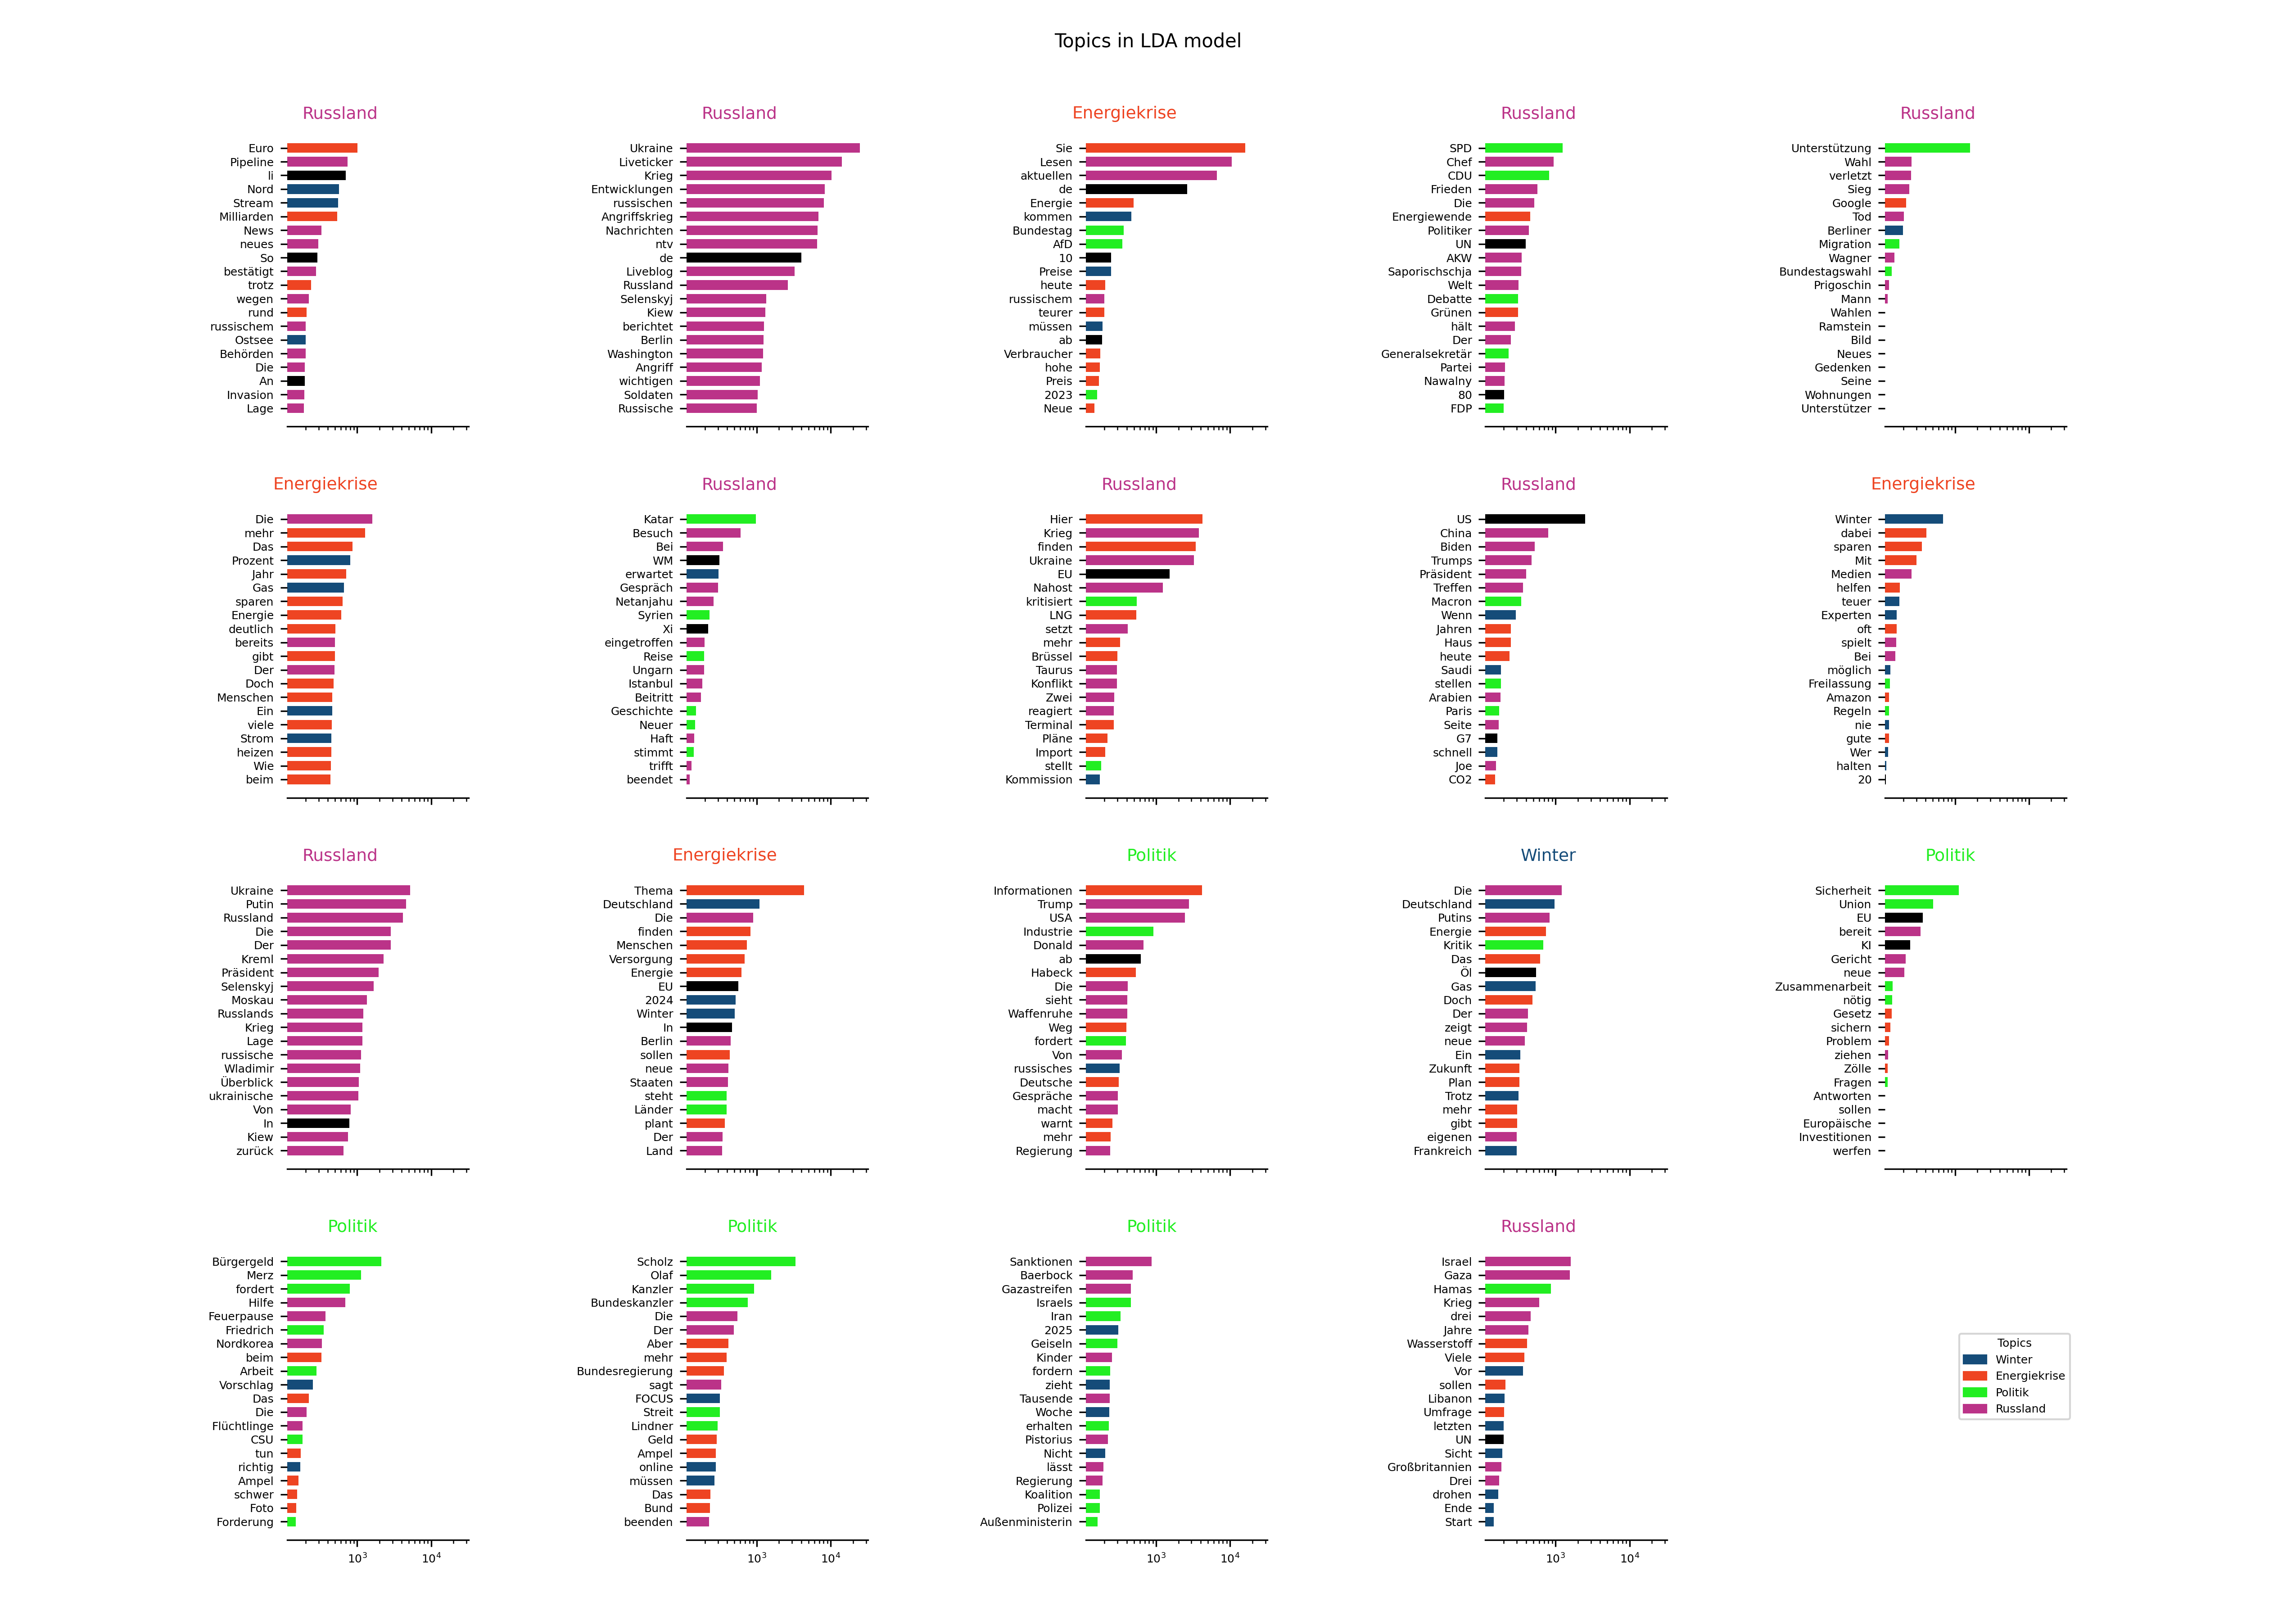 Topics in LDA model
Russland
Euro
Pipeline
li
Nord
Stream
Milliarden
News
neues
So
bestätigt
trotz
wegen
rund
russischem
Ostsee
Behörden
Die
An
Invasion
Lage
Russland
Ukraine
Liveticker
Krieg
Entwicklungen
russischen
Angriffskrieg
Nachrichten
ntv
de
Liveblog
Russland
Selenskyj
Kiew
berichtet
Berlin
Washington
Angriff
wichtigen
Soldaten
Russische
Energiekrise
Sie
Lesen
aktuellen
de
Energie
kommen
Bundestag
AfD
10
Preise
heute
russischem
teurer
müssen
ab
Verbraucher
hohe
Preis
2023
Neue
Russland
SPD
Chef
CDU
Frieden
Die
Energiewende
Politiker
UN
AKW
Saporischschja
Welt
Debatte
Grünen
hält
Der
Generalsekretär
Partei
Nawalny
80
FDP
Russland
Unterstützung
Wahl
verletzt
Sieg
Google
Tod
Berliner
Migration
Wagner
Bundestagswahl
Prigoschin
Mann
Wahlen
Ramstein
Bild
Neues
Gedenken
Seine
Wohnungen
Unterstützer
Energiekrise
Die
mehr
Das
Prozent
Jahr
Gas
sparen
Energie
deutlich
bereits
gibt
Der
Doch
Menschen
Ein
viele
Strom
heizen
Wie
beim
Russland
Katar
Besuch
Bei
WM
erwartet
Gespräch
Netanjahu
Syrien
Xi
eingetroffen
Reise
Ungarn
Istanbul
Beitritt
Geschichte
Neuer
Haft
stimmt
trifft
beendet
Russland
Hier
Krieg
finden
Ukraine
EU
Nahost
kritisiert
LNG
setzt
mehr
Brüssel
Taurus
Konflikt
Zwei
reagiert
Terminal
Pläne
Import
stellt
Kommission
Russland
US
China
Biden
Trumps
Präsident
Treffen
Macron
Wenn
Jahren
Haus
heute
Saudi
stellen
Arabien
Paris
Seite
G7
schnell
Joe
CO2
Energiekrise
Winter
dabei
sparen
Mit
Medien
helfen
teuer
Experten
oft
spielt
Bei
möglich
Freilassung
Amazon
Regeln
nie
gute
Wer
halten
20
Russland
Ukraine
Putin
Russland
Die
Der
Kreml
Präsident
Selenskyj
Moskau
Russlands
Krieg
Lage
russische
Wladimir
Überblick
ukrainische
Von
In
Kiew
zurück
Energiekrise
Thema
Deutschland
Die
finden
Menschen
Versorgung
Energie
EU
2024
Winter
In
Berlin
sollen
neue
Staaten
steht
Länder
plant
Der
Land
Politik
Informationen
Trump
USA
Industrie
Donald
ab
Habeck
Die
sieht
Waffenruhe
Weg
fordert
Von
russisches
Deutsche
Gespräche
macht
warnt
mehr
Regierung
Winter
Die
Deutschland
Putins
Energie
Kritik
Das
Öl
Gas
Doch
Der
zeigt
neue
Ein
Zukunft
Plan
Trotz
mehr
gibt
eigenen
Frankreich
Politik
Sicherheit
Union
EU
bereit
KI
Gericht
neue
Zusammenarbeit
nötig
Gesetz
sichern
Problem
ziehen
Zölle
Fragen
Antworten
sollen
Europäische
Investitionen
werfen
Politik
Bürgergeld
Merz
fordert
Hilfe
Feuerpause
Friedrich
Nordkorea
beim
Arbeit
Vorschlag
Das
Die
Flüchtlinge
CSU
tun
richtig
Ampel
schwer
Foto
Forderung
10³ 10⁴
Politik
Scholz
Olaf
Kanzler
Bundeskanzler
Die
Der
Aber
mehr
Bundesregierung
sagt
FOCUS
Streit
Lindner
Geld
Ampel
online
müssen
Das
Bund
beenden
10³ 10⁴
Politik
Sanktionen
Baerbock
Gazastreifen
Israels
Iran
2025
Geiseln
Kinder
fordern
zieht
Tausende
Woche
erhalten
Pistorius
Nicht
lässt
Regierung
Koalition
Polizei
Außenministerin
10³ 10⁴
Russland
Israel
Gaza
Hamas
Krieg
drei
Jahre
Wasserstoff
Viele
Vor
sollen
Libanon
Umfrage
letzten
UN
Sicht
Großbritannien
Drei
drohen
Ende
Start
10³ 10⁴
Topics
Winter
Energiekrise
Politik
Russland